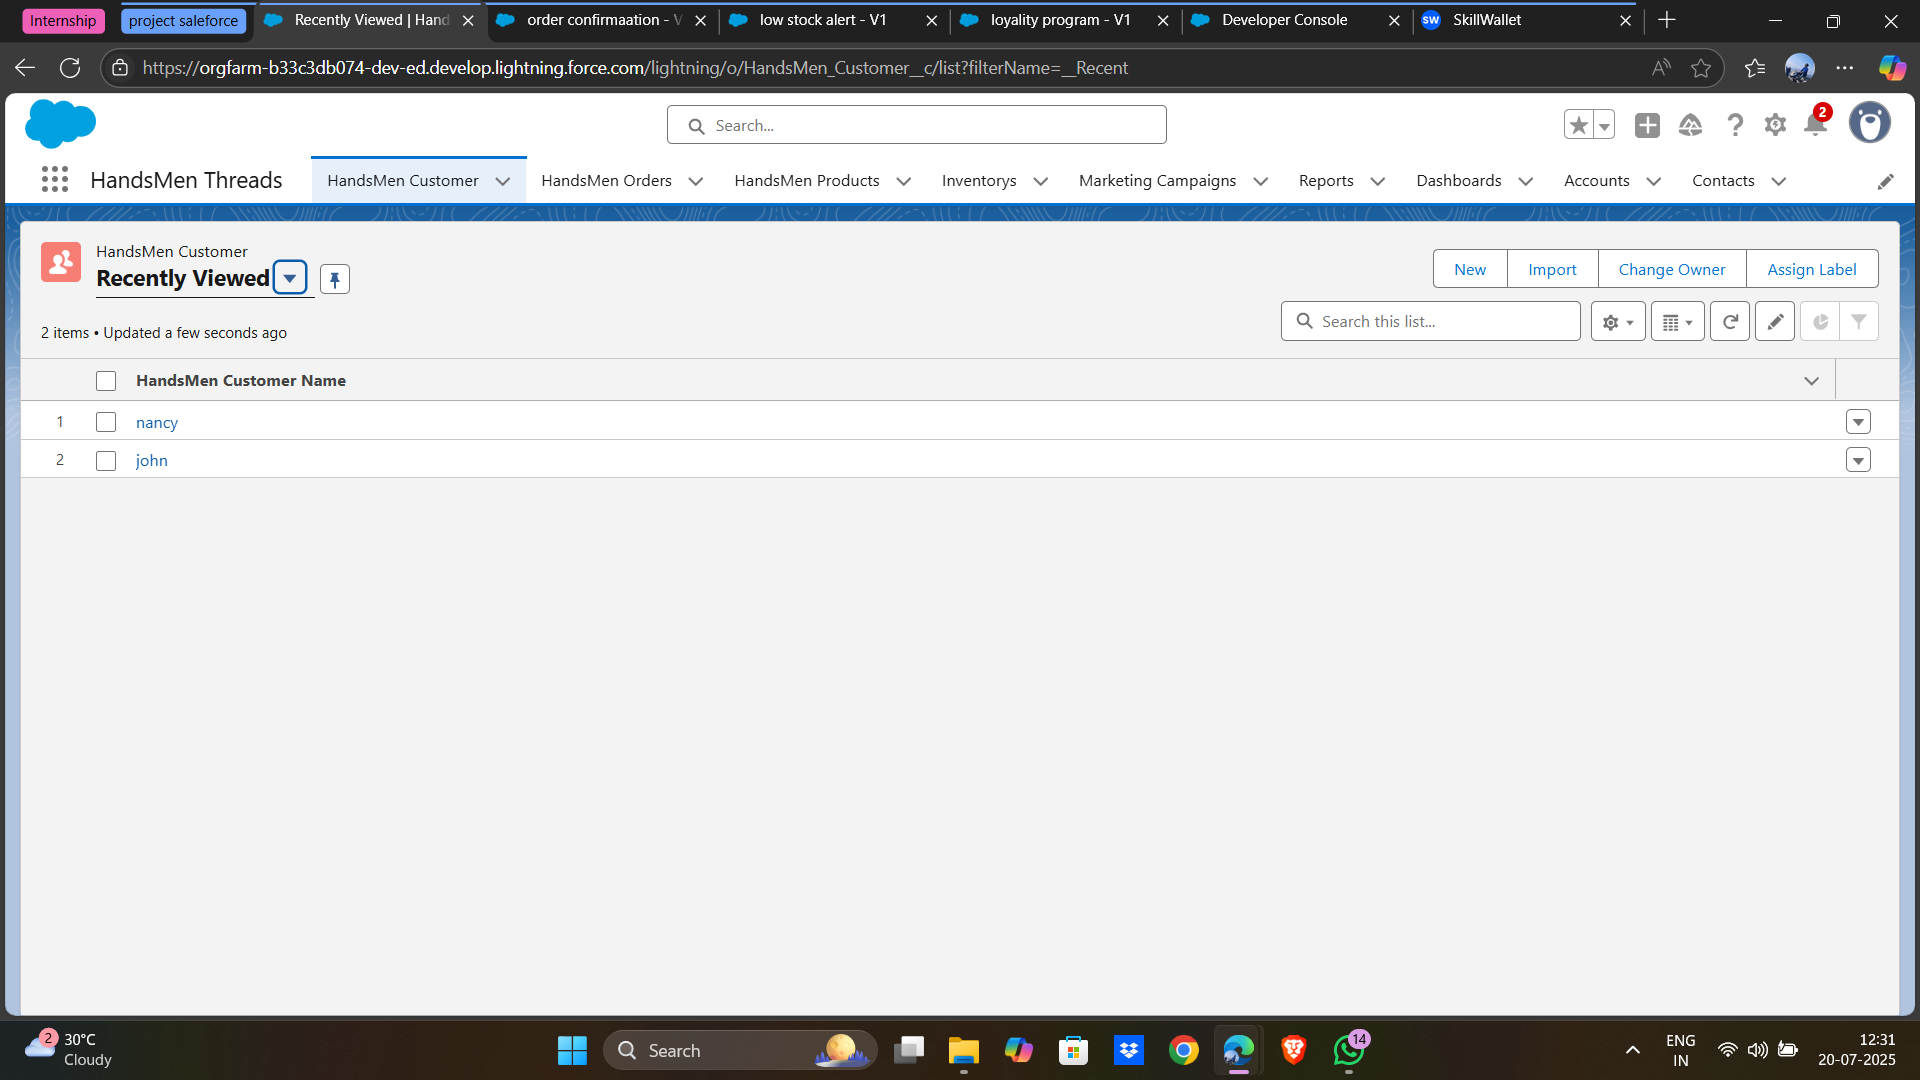 Internship
project saleforce
Recently Viewed | Hand
order confirmaation - V
low stock alert - V1
loyality program - V1
Developer Console
SW SkillWallet
https://orgfarm-b33c3db074-dev-ed.develop.lightning.force.com/lightning/o/HandsMen_Customer__c/list?filterName=__Recent
Search...
2
HandsMen Threads
HandsMen Customer
HandsMen Orders
HandsMen Products
Inventorys
Marketing Campaigns
Reports
Dashboards
Accounts
Contacts
HandsMen Customer
Recently Viewed
New
Import
Change Owner
Assign Label
2 items • Updated a few seconds ago
Search this list...
HandsMen Customer Name
1 nancy
2 john
2
30°C
Cloudy
Search
14
ENG
IN
12:31
20-07-2025